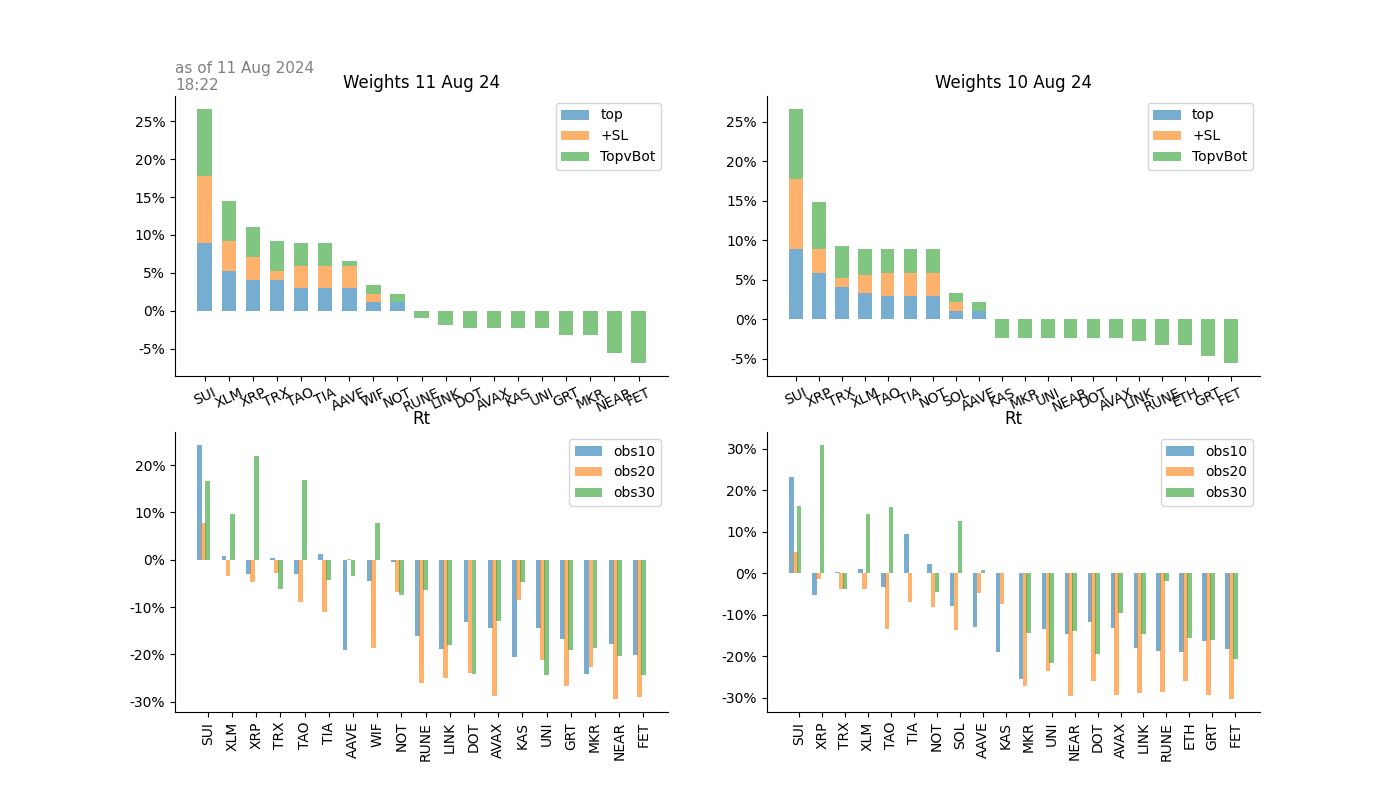 as of 11 Aug 2024
18:22
Weights 11 Aug 24
25%
20%
15%
10%
5%
0%
-5%
top
+SL
TopvBot
SUI XLM XRP TRX TAO TIA AAVE WIF NOT RUNE LINK DOT AVAX KAS UNI GRT MKR NEAR FET
Weights 10 Aug 24
25%
20%
15%
10%
5%
0%
-5%
top
+SL
TopvBot
SUI XRP TRX XLM TAO TIA NOT SOL AAVE KAS MKR UNI NEAR DOT AVAX LINK RUNE ETH GRT FET
Rt
20%
10%
0%
-10%
-20%
-30%
obs10
obs20
obs30
SUI XLM XRP TRX TAO TIA AAVE WIF NOT RUNE LINK DOT AVAX KAS UNI GRT MKR NEAR FET
Rt
30%
20%
10%
0%
-10%
-20%
-30%
obs10
obs20
obs30
SUI XRP TRX XLM TAO TIA NOT SOL AAVE KAS MKR UNI NEAR DOT AVAX LINK RUNE ETH GRT FET